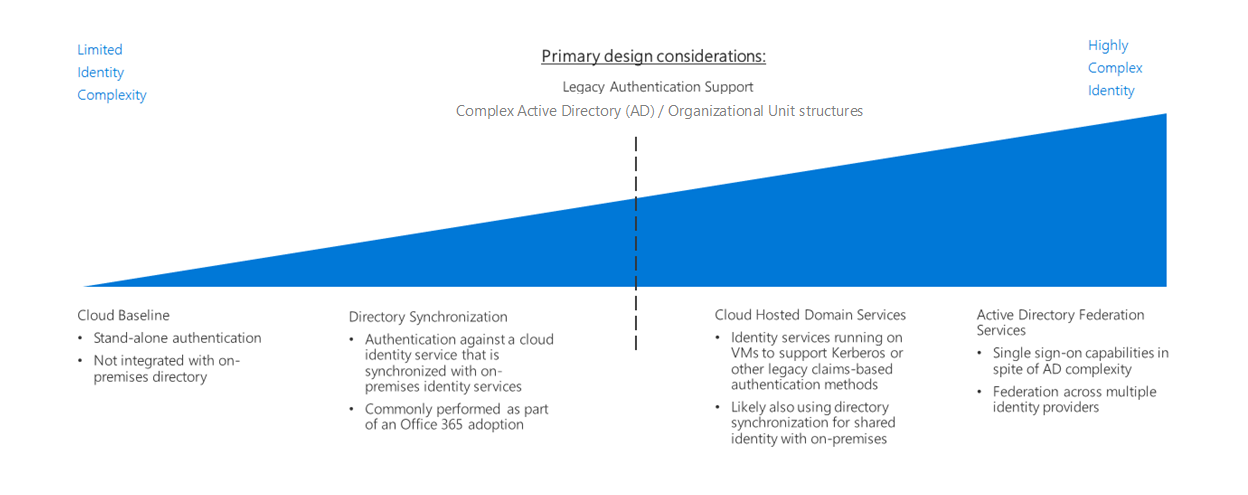 Limited
Identity
Complexity
Primary design considerations:
Legacy Authentication Support
Complex Active Directory (AD) / Organizational Unit structures
Highly
Complex
Identity
Cloud Baseline
• Stand-alone authentication
• Not integrated with on-
premises directory
Directory Synchronization
• Authentication against a cloud
identity service that is
synchronized with on-
premises identity services
• Commonly performed as part
of an Office 365 adoption
Cloud Hosted Domain Services
• Identity services running on
VMs to support Kerberos or
other legacy claims-based
authentication methods
• Likely also using directory
synchronization for shared
identity with on-premises
Active Directory Federation
Services
• Single sign-on capabilities in
spite of AD complexity
• Federation across multiple
identity providers